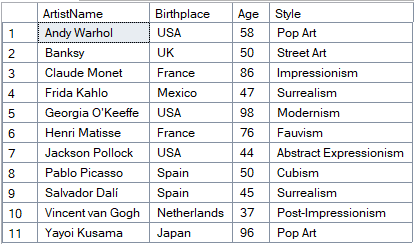 ArtistName Birthplace Age Style
1 Andy Warhol USA 58 Pop Art
2 Banksy UK 50 Street Art
3 Claude Monet France 86 Impressionism
4 Frida Kahlo Mexico 47 Surrealism
5 Georgia O'Keeffe USA 98 Modernism
6 Henri Matisse France 76 Fauvism
7 Jackson Pollock USA 44 Abstract Expressionism
8 Pablo Picasso Spain 50 Cubism
9 Salvador Dalí Spain 45 Surrealism
10 Vincent van Gogh Netherlands 37 Post-Impressionism
11 Yayoi Kusama Japan 96 Pop Art